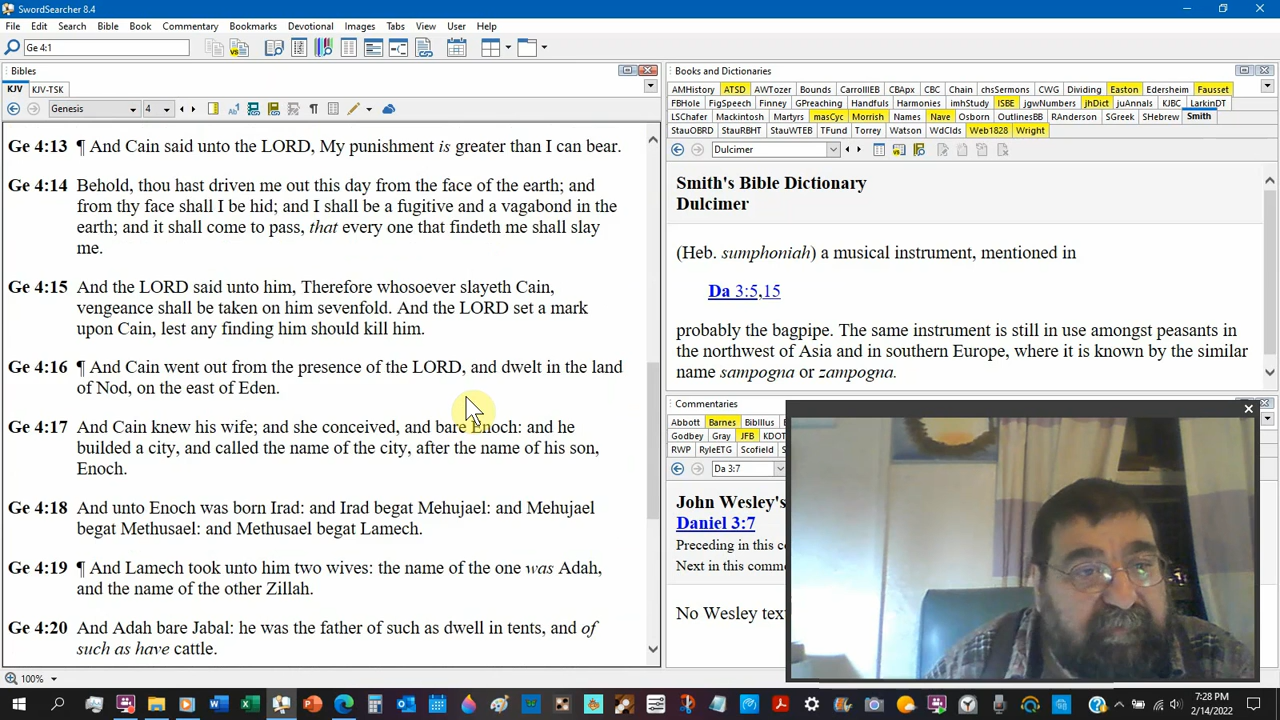 SwordSearcher 8.4
File Edit Search Bible Book Commentary Bookmarks Devotional Images Tabs View User Help
Ge 4:1
Bibles
KJV KJV-TSK
Genesis 4
Ge 4:13 ¶ And Cain said unto the LORD, My punishment is greater than I can bear.
Ge 4:14 Behold, thou hast driven me out this day from the face of the earth; and
from thy face shall I be hid; and I shall be a fugitive and a vagabond in the
earth; and it shall come to pass, that every one that findeth me shall slay
me.
Ge 4:15 And the LORD said unto him, Therefore whosoever slayeth Cain,
vengeance shall be taken on him sevenfold. And the LORD set a mark
upon Cain, lest any finding him should kill him.
Ge 4:16 ¶ And Cain went out from the presence of the LORD, and dwelt in the land
of Nod, on the east of Eden.
Ge 4:17 And Cain knew his wife; and she conceived, and bare Enoch: and he
builded a city, and called the name of the city, after the name of his son,
Enoch.
Ge 4:18 And unto Enoch was born Irad: and Irad begat Mehujael: and Mehujael
begat Methusael: and Methusael begat Lamech.
Ge 4:19 ¶ And Lamech took unto him two wives: the name of the one was Adah,
and the name of the other Zillah.
Ge 4:20 And Adah bare Jabal: he was the father of such as dwell in tents, and of
such as have cattle.
100%
Books and Dictionaries
AMHistory ATSD AWTozer Bounds CarrollIEB CBApx CBC Chain chsSermons CWG Dividing Easton Edersheim Fausset
FBHole FigSpeech Finney GPreaching Handfuls Harmonies imhStudy ISBE jgwNumbers jhDict juAnnals KJBC LarkinDT
LSChafer Mackintosh Martyrs masCyc Morrish Names Nave Osborn OutlinesBB RAnderson SGreek SHebrew Smith
StauOBRD StauRBHT StauWTEB TFund Torrey Watson WdClds Web1828 Wright
Dulcimer
Smith's Bible Dictionary
Dulcimer
(Heb. sumphoniah) a musical instrument, mentioned in
Da 3:5,15
probably the bagpipe. The same instrument is still in use amongst peasants in
the northwest of Asia and in southern Europe, where it is known by the similar
name sampogna or zampogna.
Commentaries
Abbott Barnes BibIllus
Godbey Gray JFB KDOT
RWP RyleETG Scofield S
Da 3:7
John Wesley's
Daniel 3:7
Preceding in this co
Next in this comme
No Wesley tex
7:28 PM
2/14/2022